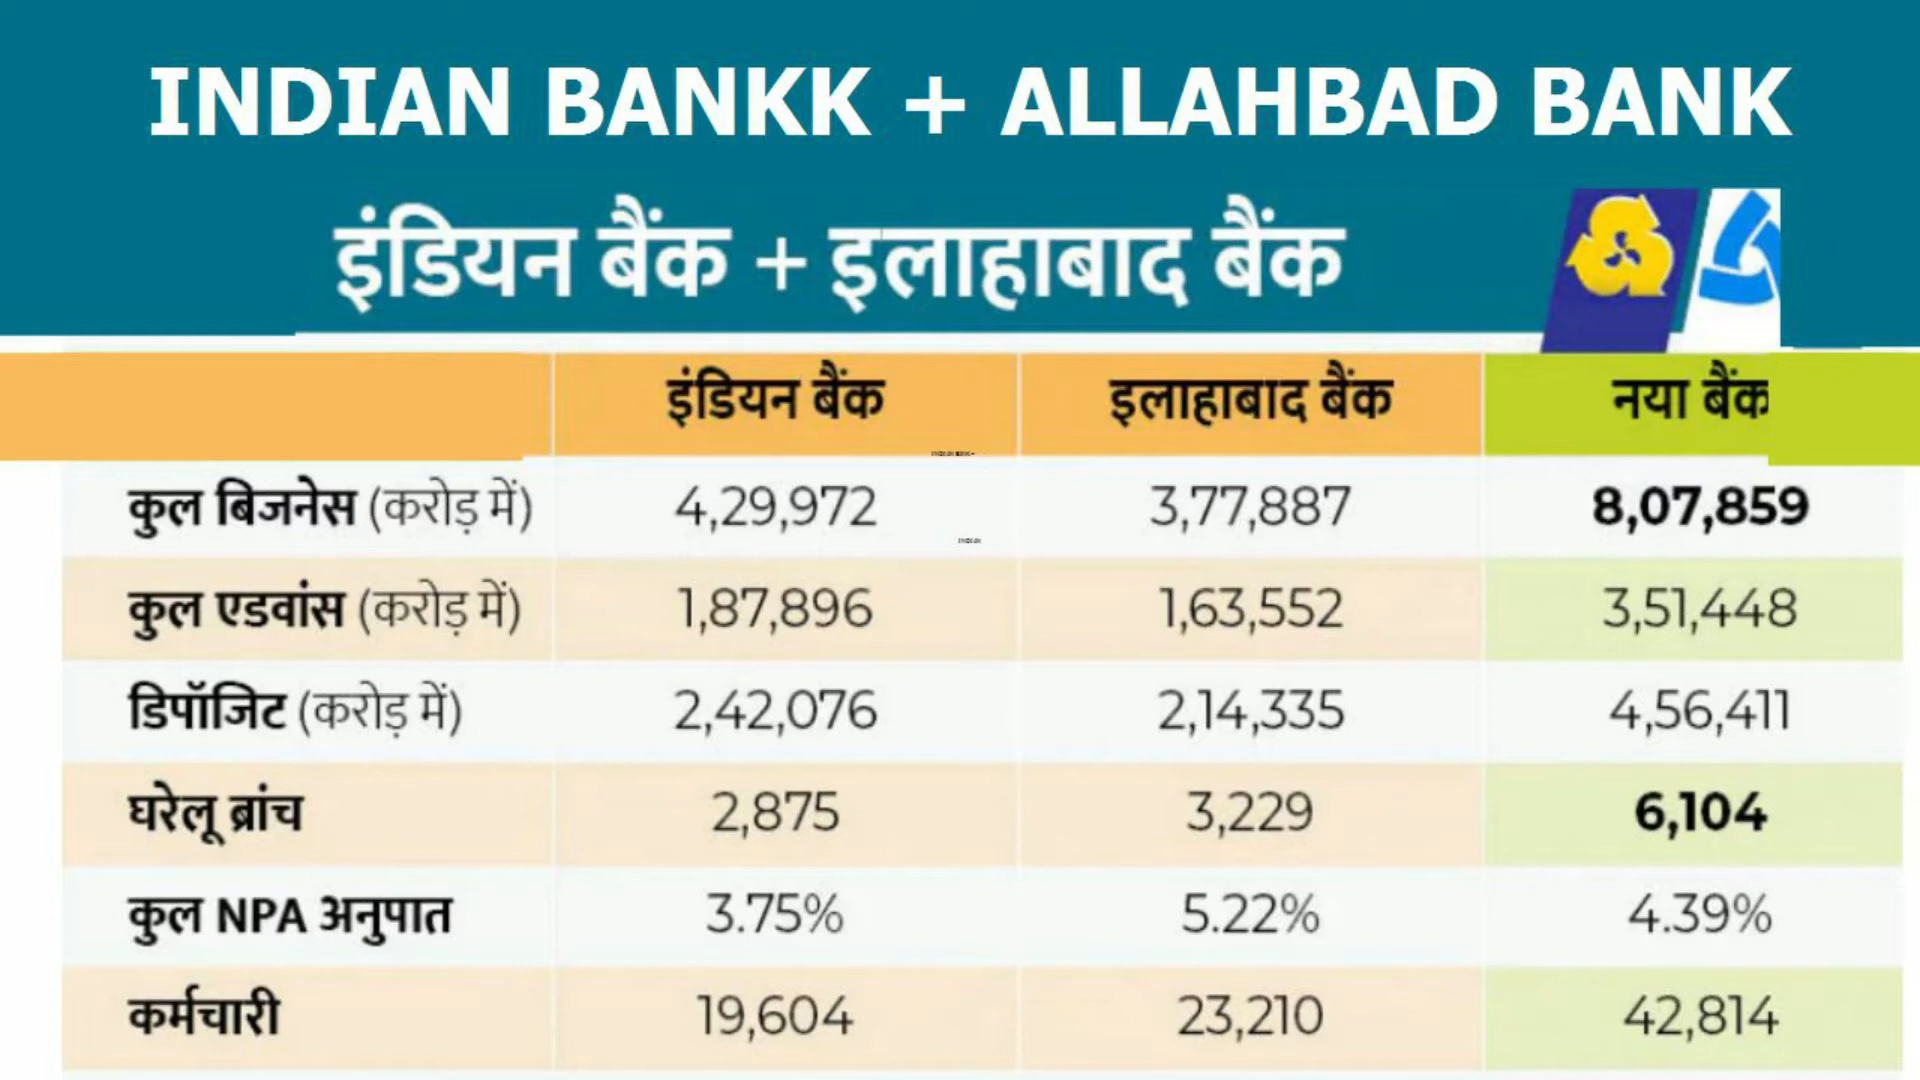 INDIAN BANKK + ALLAHBAD BANK
इंडियन बैंक + इलाहाबाद बैंक
इंडियन बैंक इलाहाबाद बैंक नया बैंक
कुल बिजनेस (करोड़ में) 4,29,972 3,77,887 8,07,859
कुल एडवांस (करोड़ में) 1,87,896 1,63,552 3,51,448
डिपॉजिट (करोड़ में) 2,42,076 2,14,335 4,56,411
घरेलू ब्रांच 2,875 3,229 6,104
कुल NPA अनुपात 3.75% 5.22% 4.39%
कर्मचारी 19,604 23,210 42,814